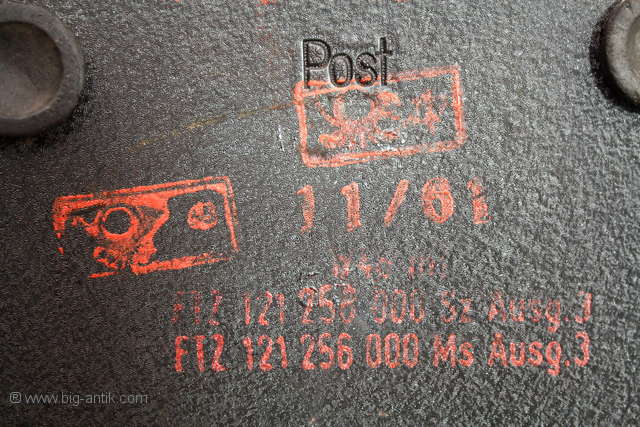 Post
11/61
FTZ 121 258 000 Sz Ausg.3
FTZ 121 256 000 Ms Ausg.3
www.big-antik.com